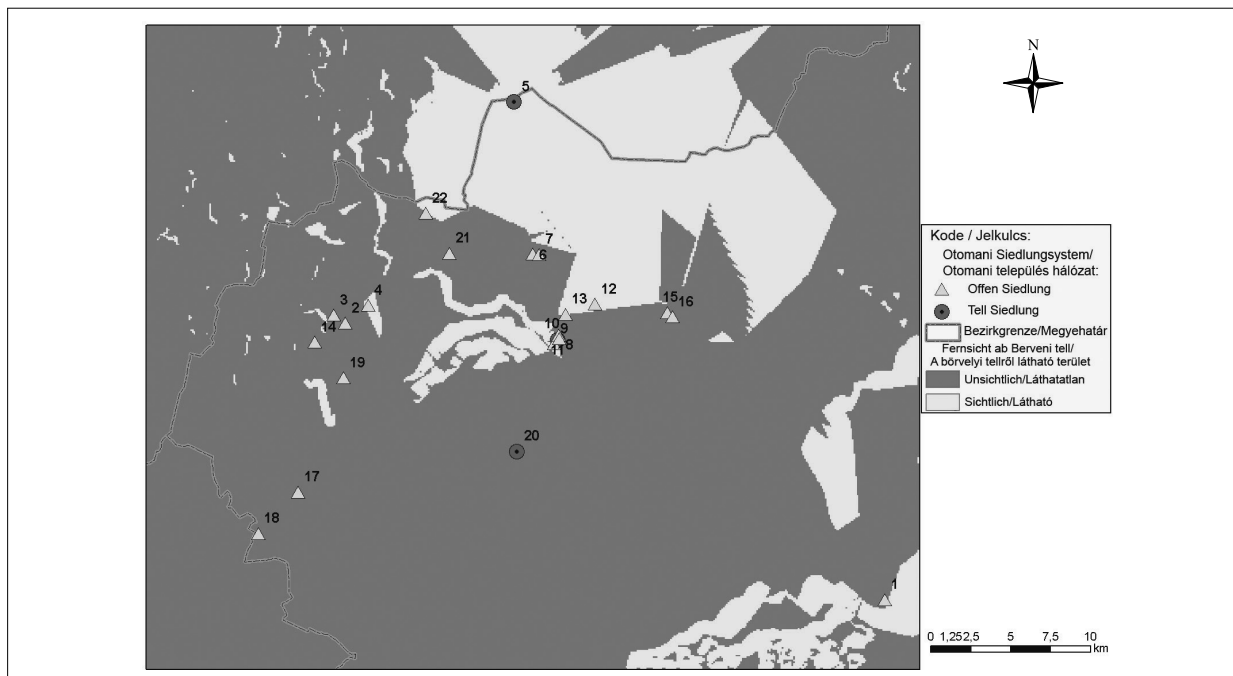 N
5
22
21
7
6
4
3
2
14
19
13
12
15
16
10
9
8
11
20
17
18
1
Kode / Jelkulcs:
Otomani Siedlungsystem/
Otomani település hálózat:
Offen Siedlung
Tell Siedlung
Bezirkgrenze/Megyehatár
Fernsicht ab Berveni tell/
A börvelyi tellről látható terület
Unsichtlich/Láthatatlan
Sichtlich/Látható
0 1,25 2,5 5 7,5 10
km